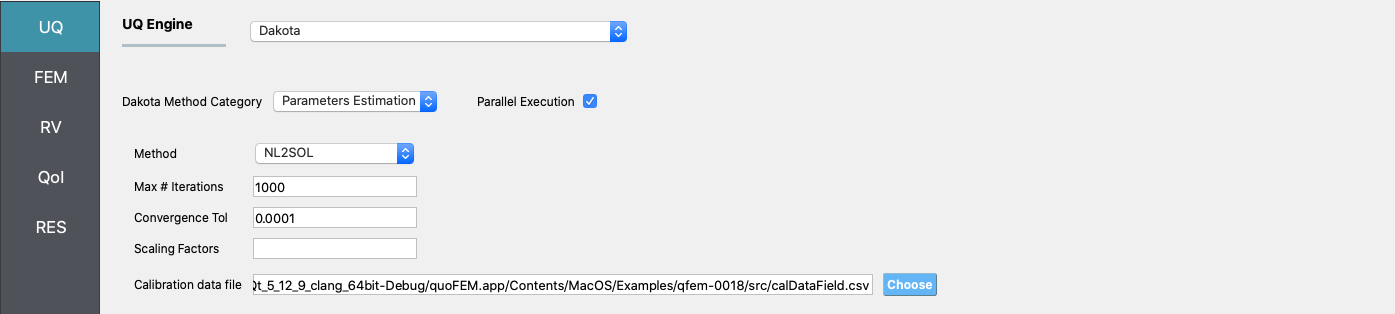 UQ
FEM
RV
QoI
RES
UQ Engine Dakota
Dakota Method Category Parameters Estimation Parallel Execution
Method NL2SOL
Max # Iterations 1000
Convergence Tol 0.0001
Scaling Factors
Calibration data file Qt_5_12_9_clang_64bit-Debug/quoFEM.app/Contents/MacOS/Examples/qfem-0018/src/calDataField.csv Choose